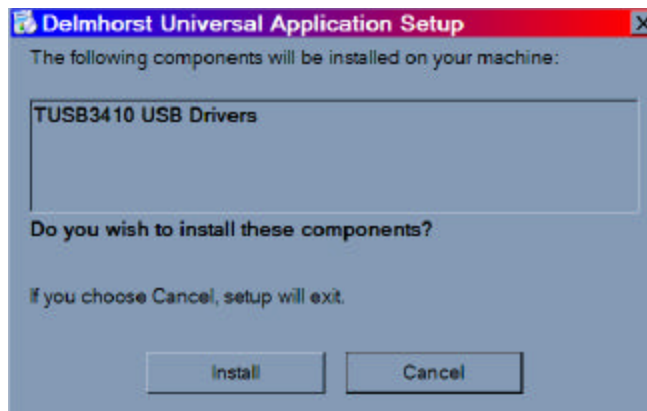 Delmhorst Universal Application Setup
The following components will be installed on your machine:
TUSB3410 USB Drivers
Do you wish to install these components?
If you choose Cancel, setup will exit.
Install
Cancel